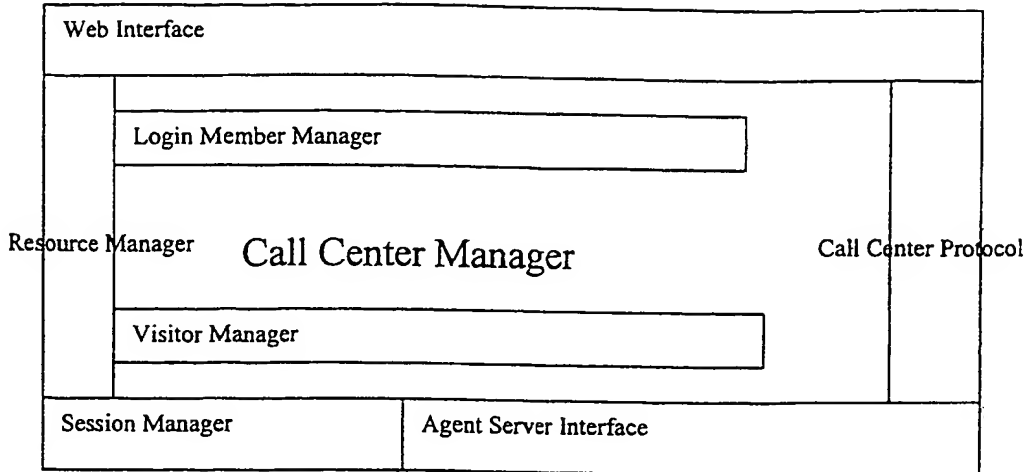 Web Interface
Login Member Manager
Resource Manager
Call Center Manager
Call Center Protocol
Visitor Manager
Session Manager
Agent Server Interface